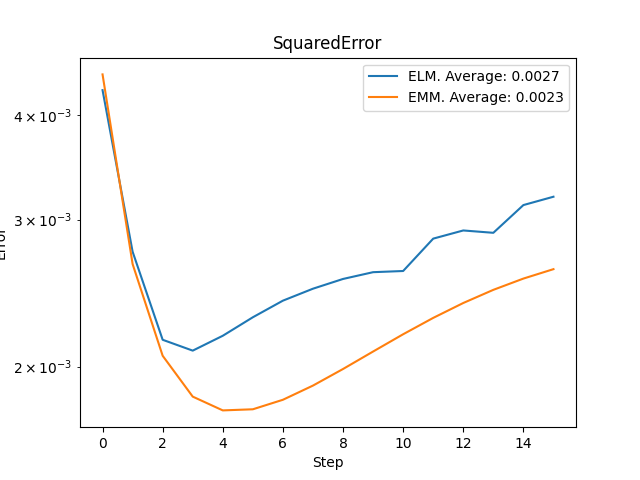 SquaredError
ELM. Average: 0.0027
EMM. Average: 0.0023
4 × 10⁻³
3 × 10⁻³
2 × 10⁻³
Error
0 2 4 6 8 10 12 14
Step